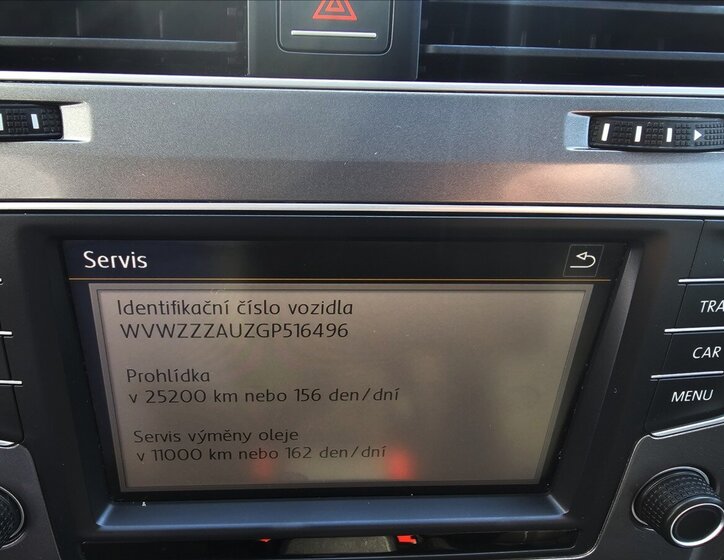 Servis
Identifikační číslo vozidla
WVWZZZAUZGP516496
Prohlídka
v 25200 km nebo 156 den/dní
Servis výměny oleje
v 11000 km nebo 162 den/dní
TRA
CAR
MENU